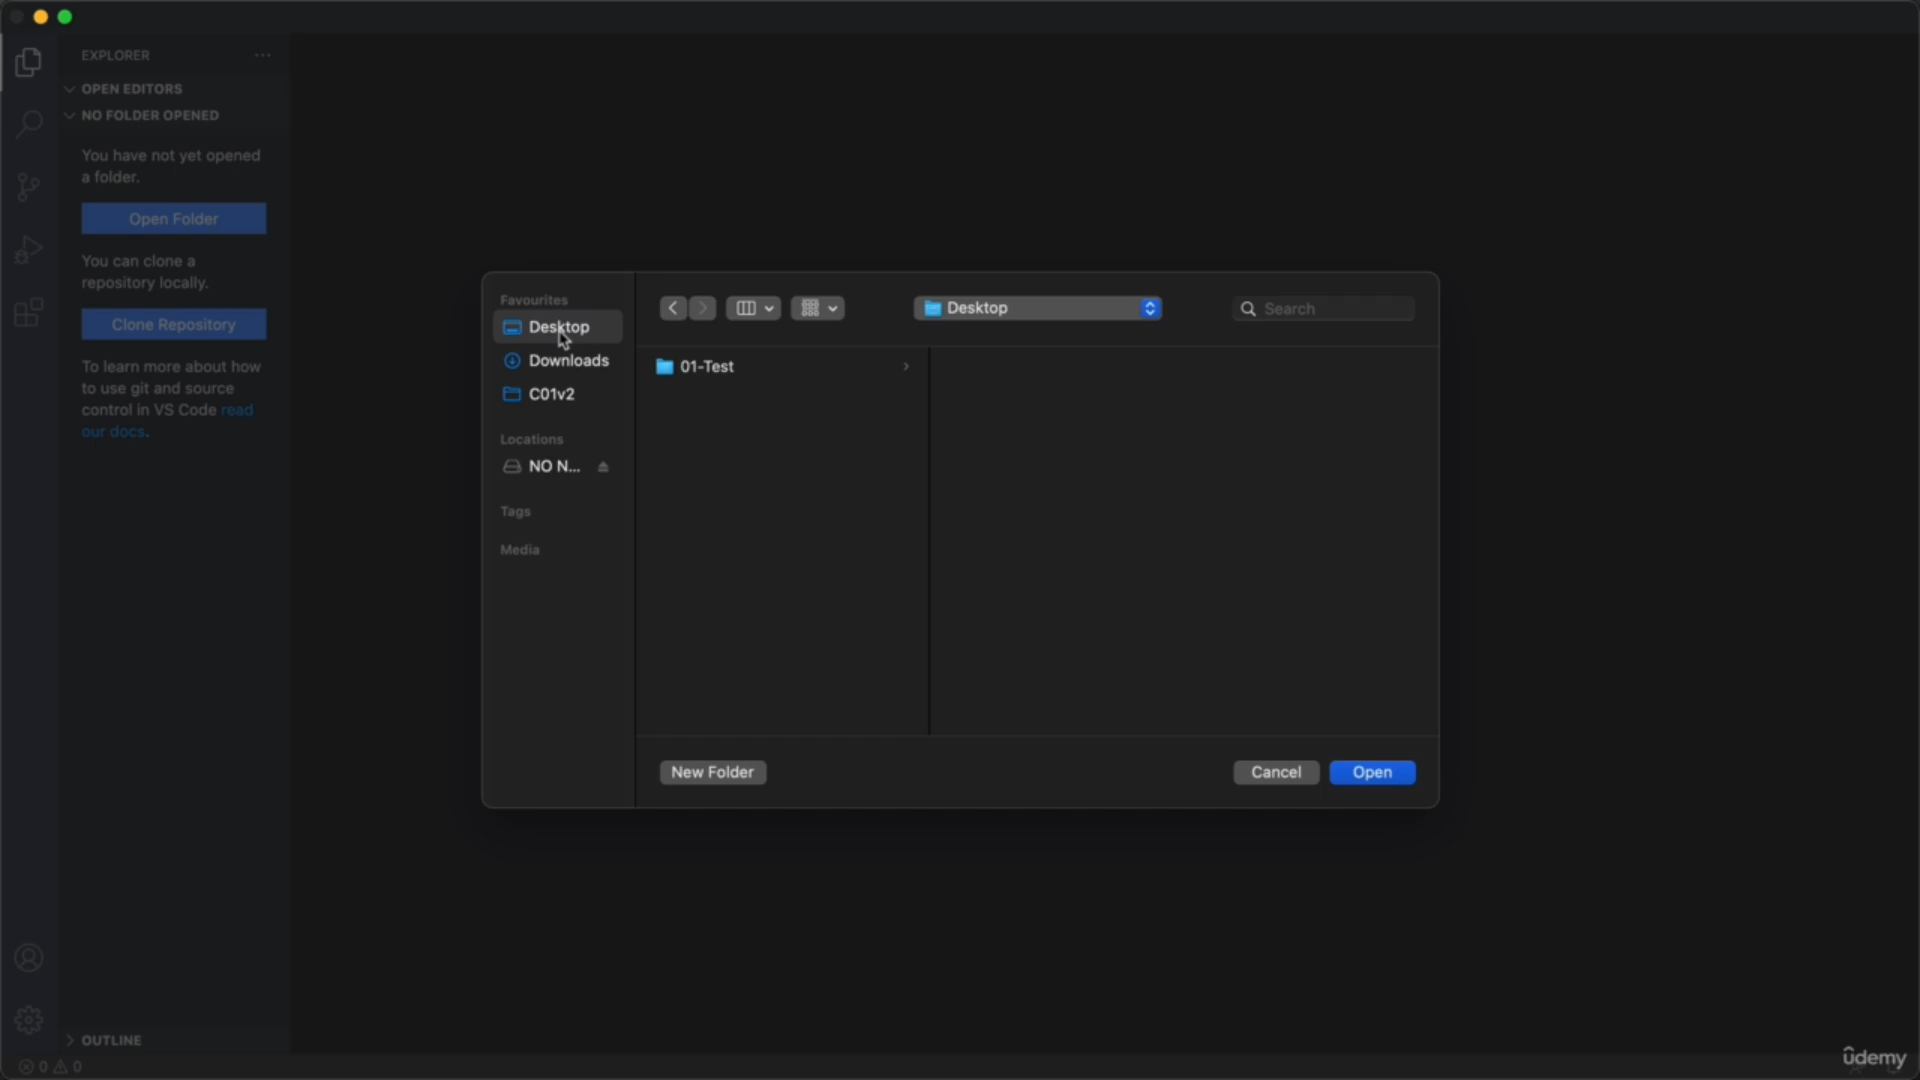 EXPLORER
OPEN EDITORS
NO FOLDER OPENED
You have not yet opened
a folder.
Open Folder
You can clone a
repository locally.
Clone Repository
To learn more about how
to use git and source
control in VS Code read
our docs.
OUTLINE
0 0
Favourites
Desktop
Downloads
C01v2
Locations
NO N...
Tags
Media
Desktop
Search
01-Test
New Folder
Cancel
Open
ûdemy